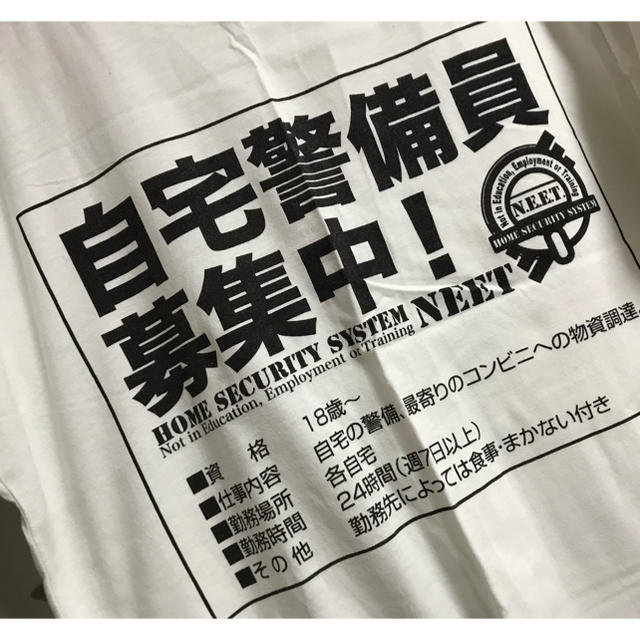 自宅警備員
募集中！
HOME SECURITY SYSTEM NEET
Not in Education, Employment or Training
Not in Education, Employment or Training
N.E.E.T.
HOME SECURITY SYSTEM
■資格 18歳～
■仕事内容 自宅の警備、最寄りのコンビニへの物資調達
■勤務場所 各自宅
■勤務時間 24時間（週7日以上）
■その他 勤務先によっては食事・まかない付き